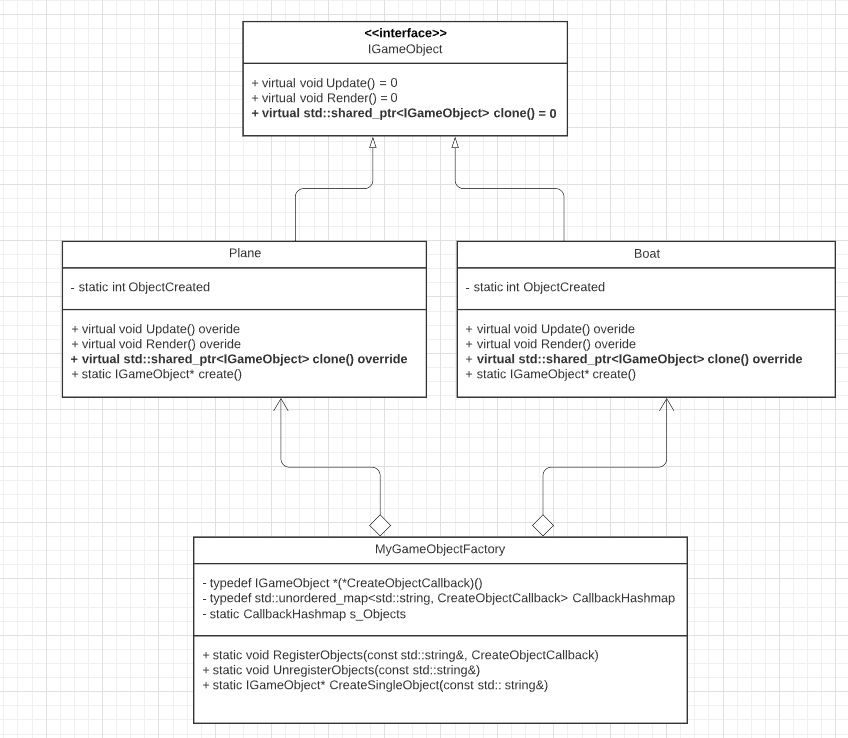 <<interface>>
IGameObject
+ virtual void Update() = 0
+ virtual void Render() = 0
+ virtual std::shared_ptr<IGameObject> clone() = 0
Plane
- static int ObjectCreated
+ virtual void Update() overide
+ virtual void Render() overide
+ virtual std::shared_ptr<IGameObject> clone() override
+ static IGameObject* create()
Boat
- static int ObjectCreated
+ virtual void Update() overide
+ virtual void Render() overide
+ virtual std::shared_ptr<IGameObject> clone() override
+ static IGameObject* create()
MyGameObjectFactory
- typedef IGameObject *(*CreateObjectCallback)()
- typedef std::unordered_map<std::string, CreateObjectCallback> CallbackHashmap
- static CallbackHashmap s_Objects
+ static void RegisterObjects(const std::string&, CreateObjectCallback)
+ static void UnregisterObjects(const std::string&)
+ static IGameObject* CreateSingleObject(const std:: string&)